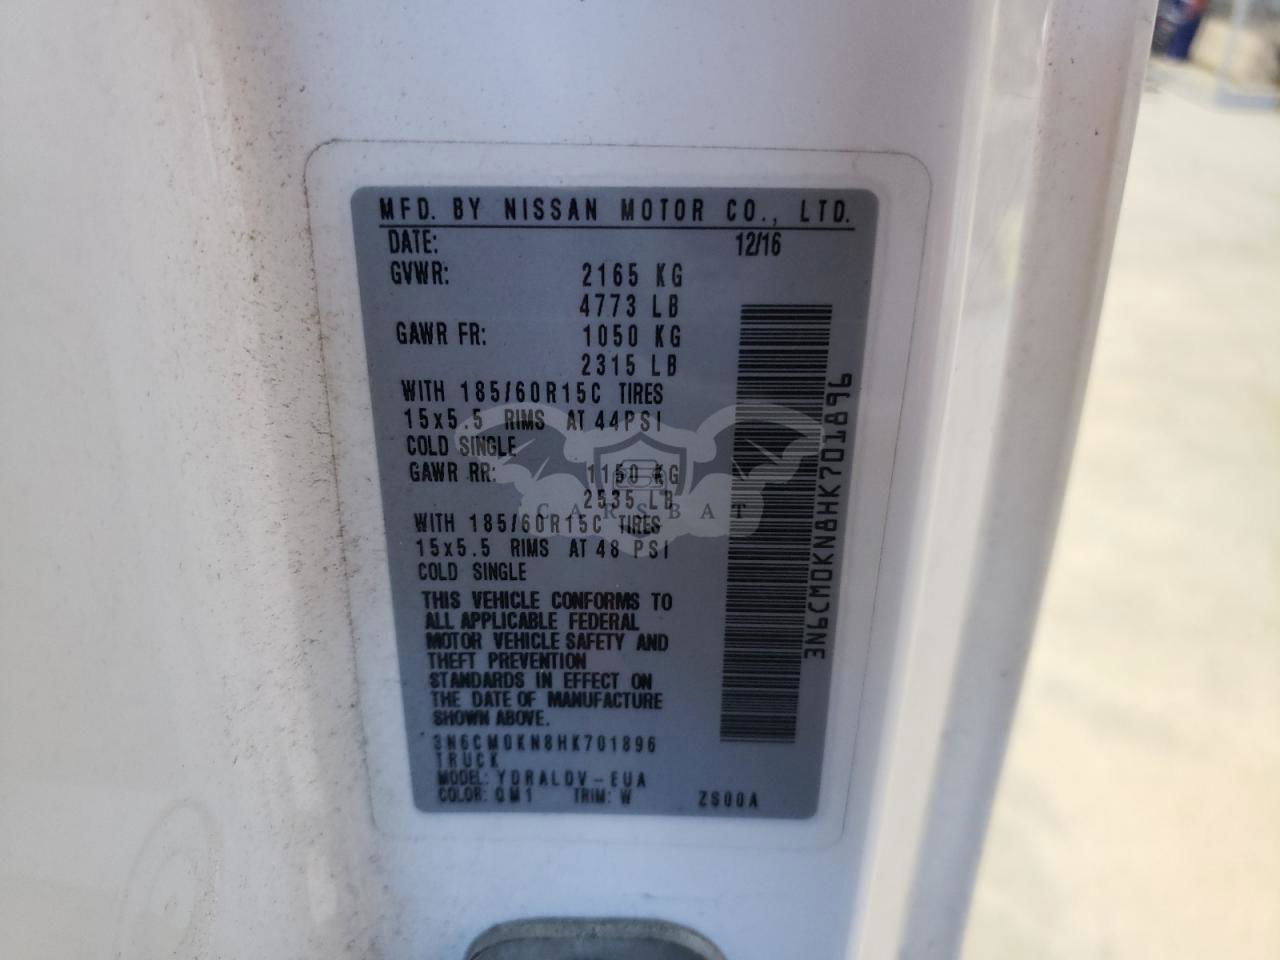 MFD. BY NISSAN MOTOR CO., LTD.
DATE: 12/16
GVWR: 2165 KG
4773 LB
GAWR FR: 1050 KG
2315 LB
WITH 185/60R15C TIRES
15x5.5 RIMS AT 44PSI
COLD SINGLE
GAWR RR: 1150 KG
2535 LB
WITH 185/60R15C TIRES
15x5.5 RIMS AT 48 PSI
COLD SINGLE
THIS VEHICLE CONFORMS TO
ALL APPLICABLE FEDERAL
MOTOR VEHICLE SAFETY AND
THEFT PREVENTION
STANDARDS IN EFFECT ON
THE DATE OF MANUFACTURE
SHOWN ABOVE.
3N6CM0KN8HK701896
TRUCK
MODEL: YDRALDV-EUA
COLOR: QM1 TRIM: W ZS00A
3N6CM0KN8HK701896
CARSBAT